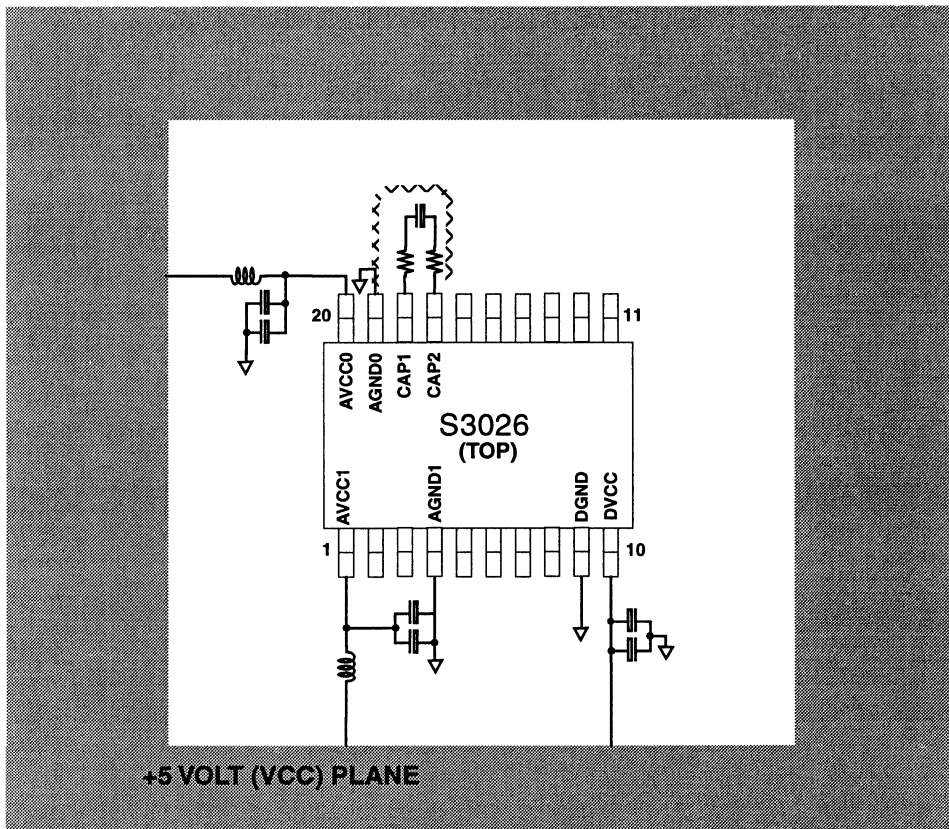 20
11
AVCC0
AGND0
CAP1
CAP2
S3026
(TOP)
AVCC1
AGND1
DGND
DVCC
1
10
+5 VOLT (VCC) PLANE